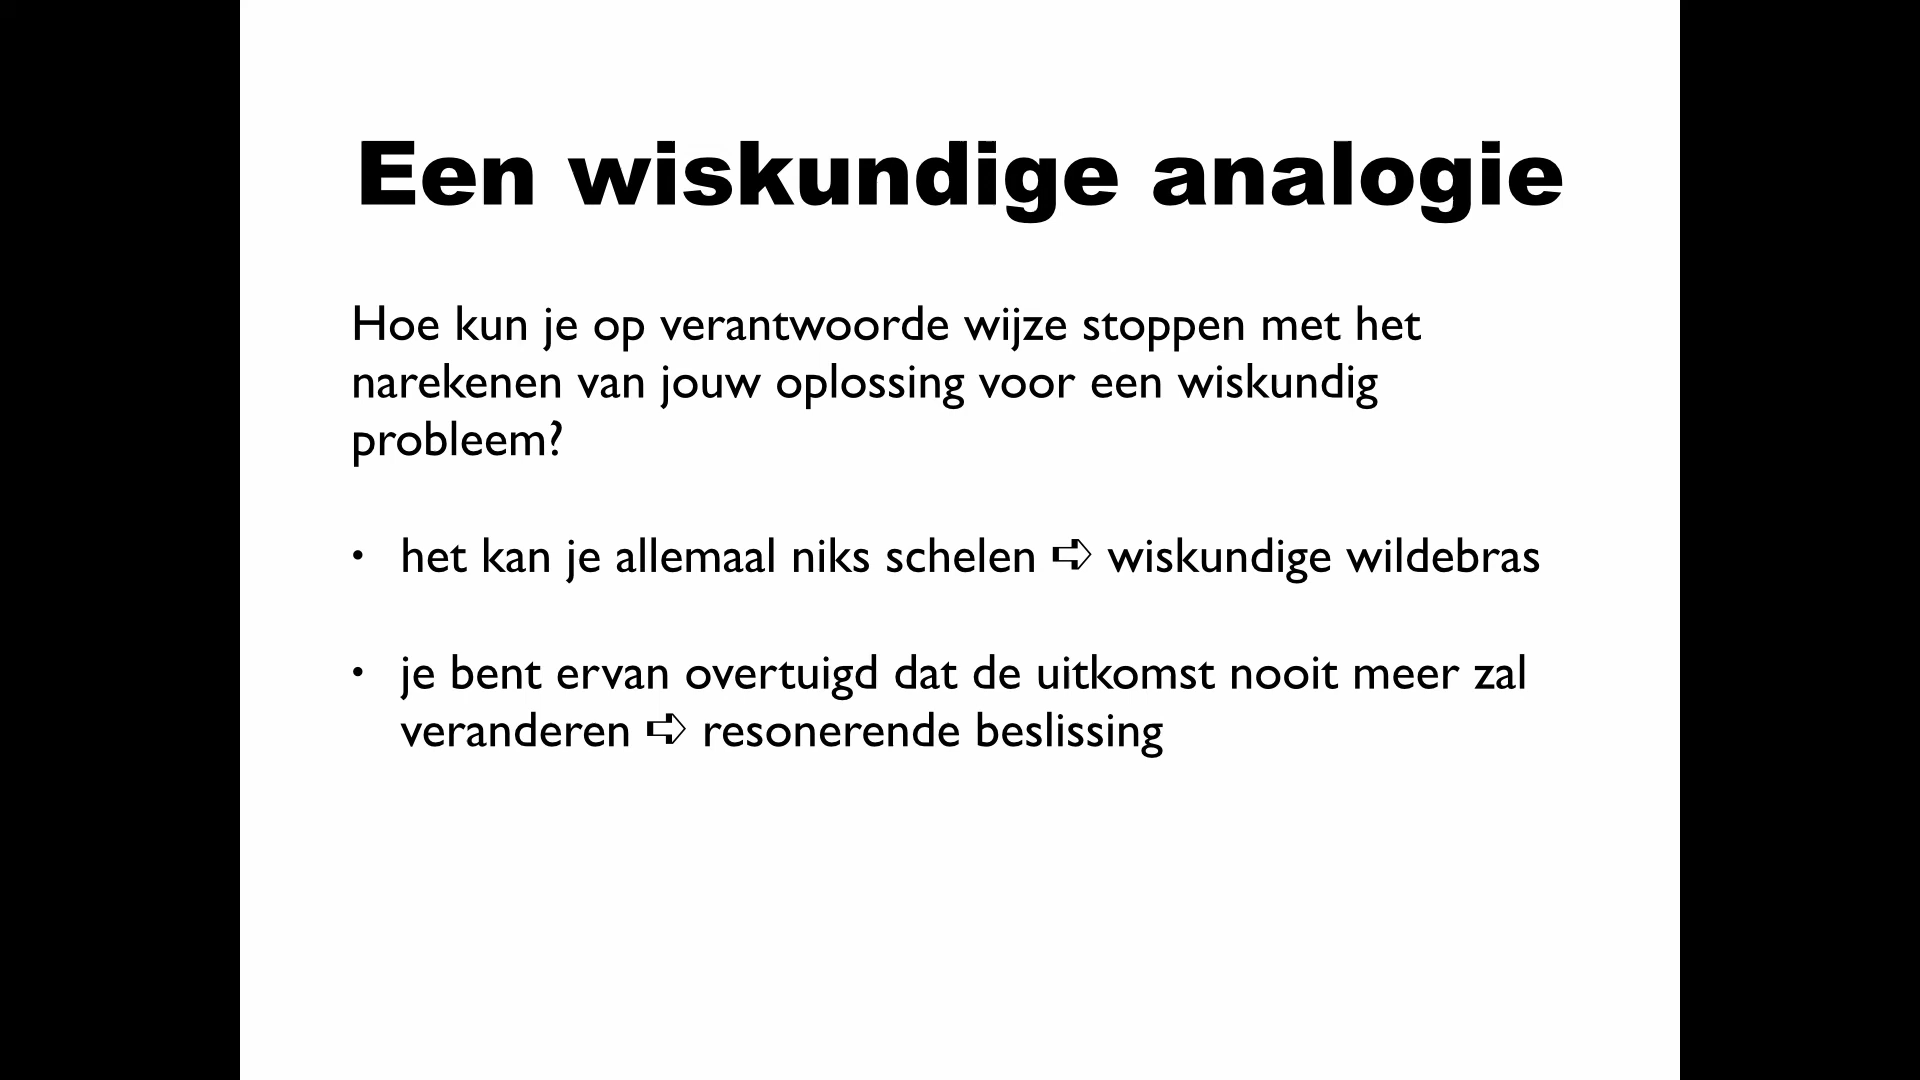 Een wiskundige analogie
Hoe kun je op verantwoorde wijze stoppen met het
narekenen van jouw oplossing voor een wiskundig
probleem?
• het kan je allemaal niks schelen ➪ wiskundige wildebras
• je bent ervan overtuigd dat de uitkomst nooit meer zal
veranderen ➪ resonerende beslissing